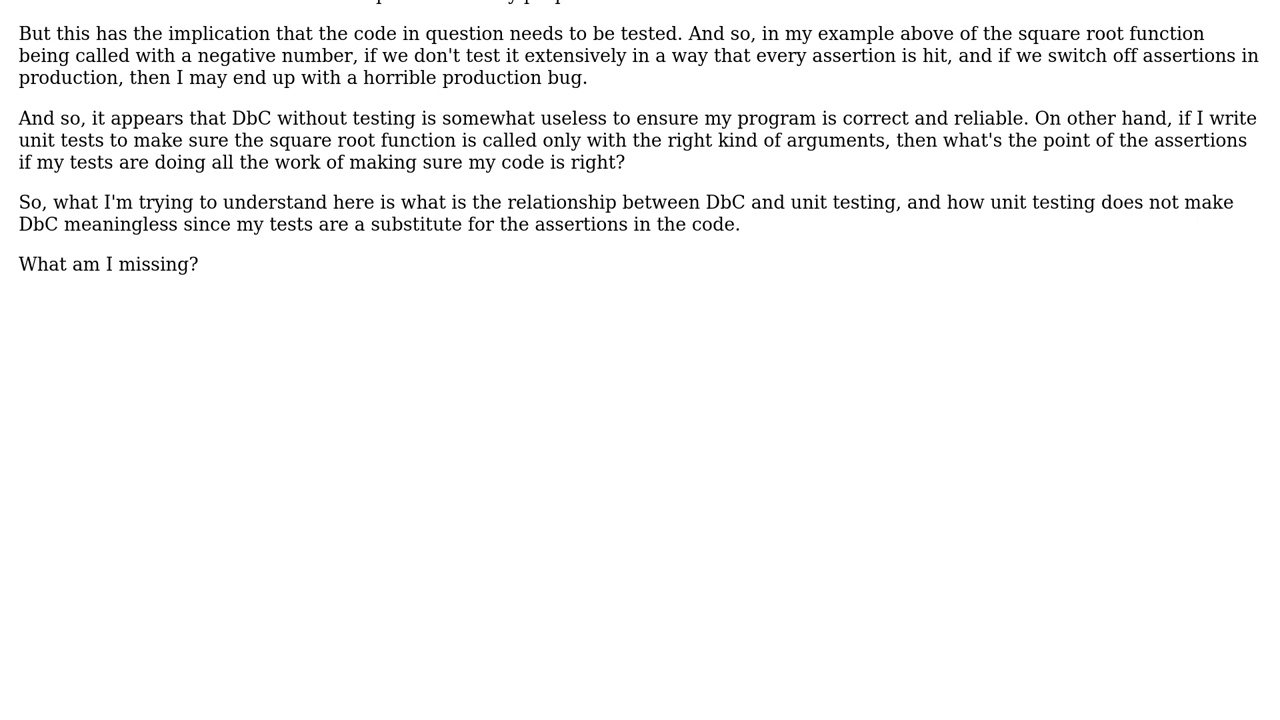 But this has the implication that the code in question needs to be tested. And so, in my example above of the square root function
being called with a negative number, if we don't test it extensively in a way that every assertion is hit, and if we switch off assertions in
production, then I may end up with a horrible production bug.
And so, it appears that DbC without testing is somewhat useless to ensure my program is correct and reliable. On other hand, if I write
unit tests to make sure the square root function is called only with the right kind of arguments, then what's the point of the assertions
if my tests are doing all the work of making sure my code is right?
So, what I'm trying to understand here is what is the relationship between DbC and unit testing, and how unit testing does not make
DbC meaningless since my tests are a substitute for the assertions in the code.
What am I missing?